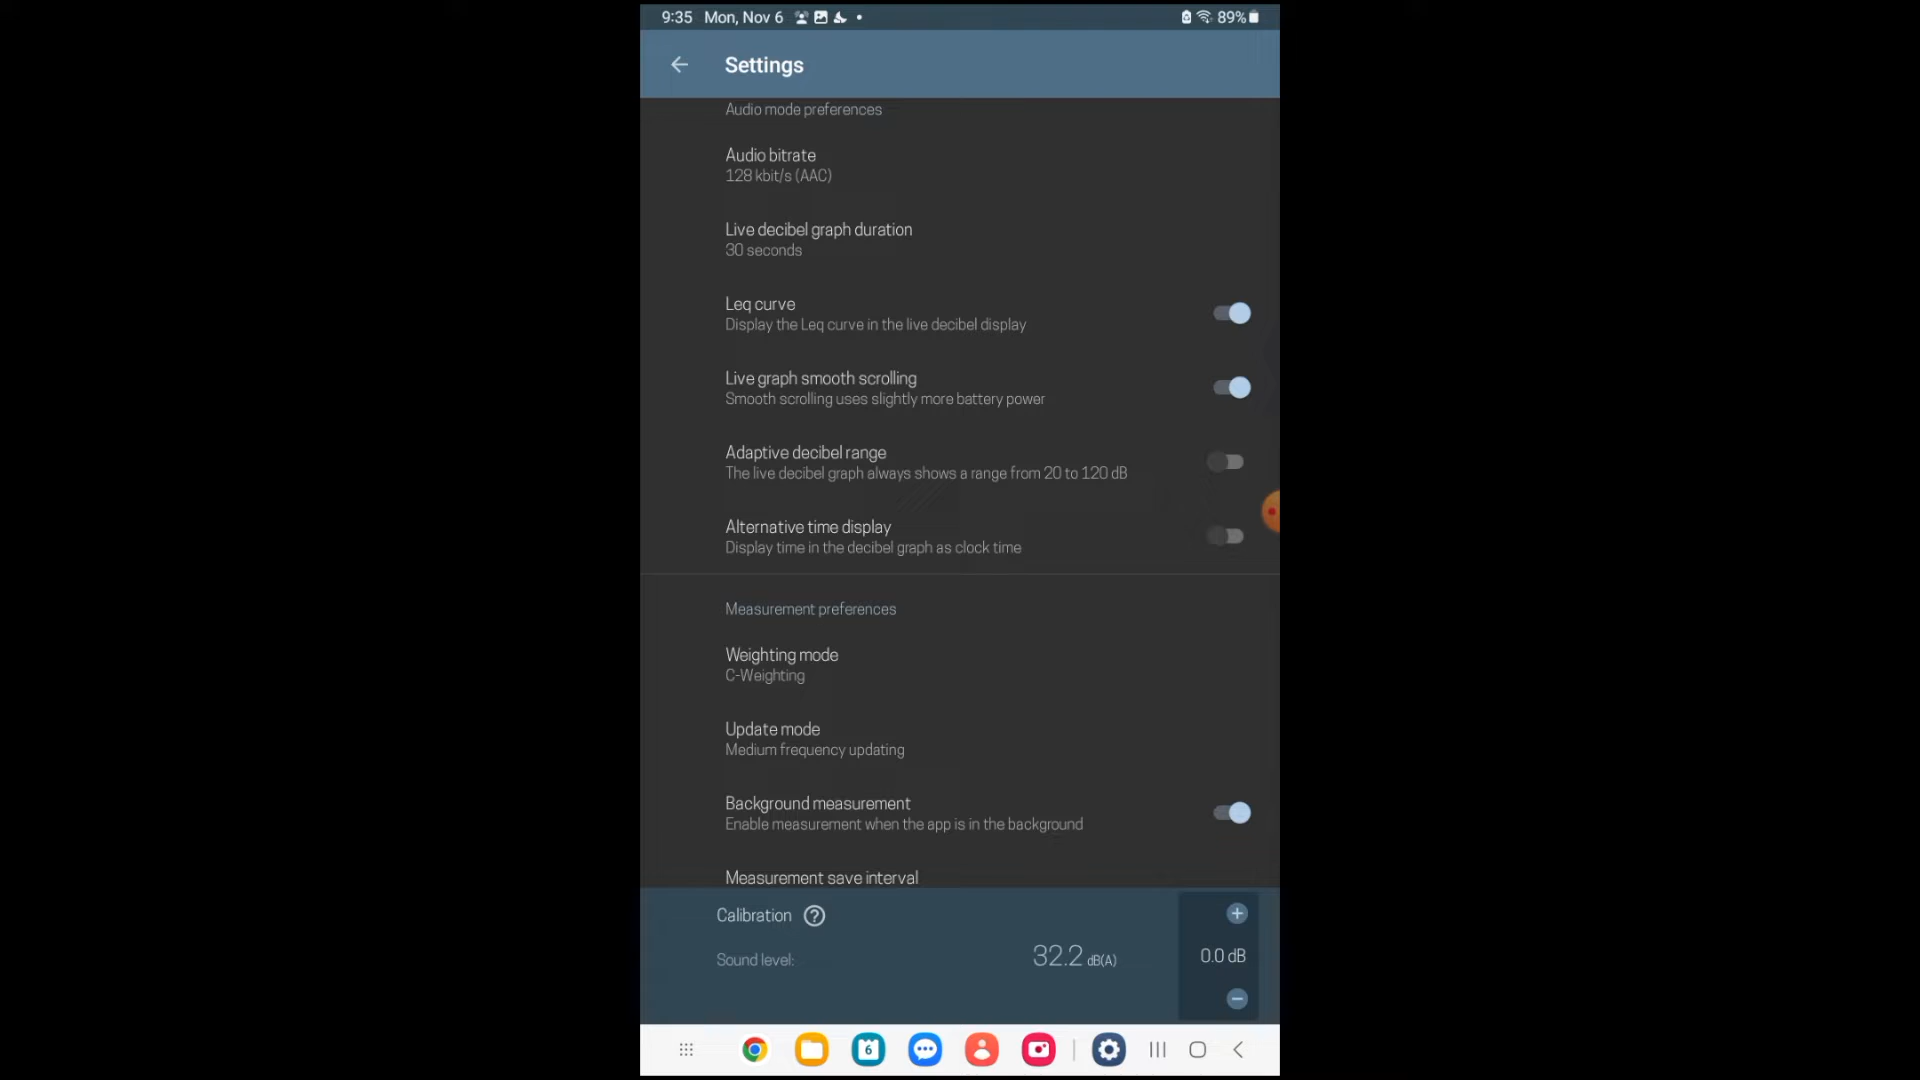 9:35 Mon, Nov 6 89%
Settings
Audio mode preferences
Audio bitrate
128 kbit/s (AAC)
Live decibel graph duration
30 seconds
Leq curve
Display the Leq curve in the live decibel display
Live graph smooth scrolling
Smooth scrolling uses slightly more battery power
Adaptive decibel range
The live decibel graph always shows a range from 20 to 120 dB
Alternative time display
Display time in the decibel graph as clock time
Measurement preferences
Weighting mode
C-Weighting
Update mode
Medium frequency updating
Background measurement
Enable measurement when the app is in the background
Measurement save interval
Calibration ?
+
Sound level: 32.2 dB(A) 0.0 dB
−
6